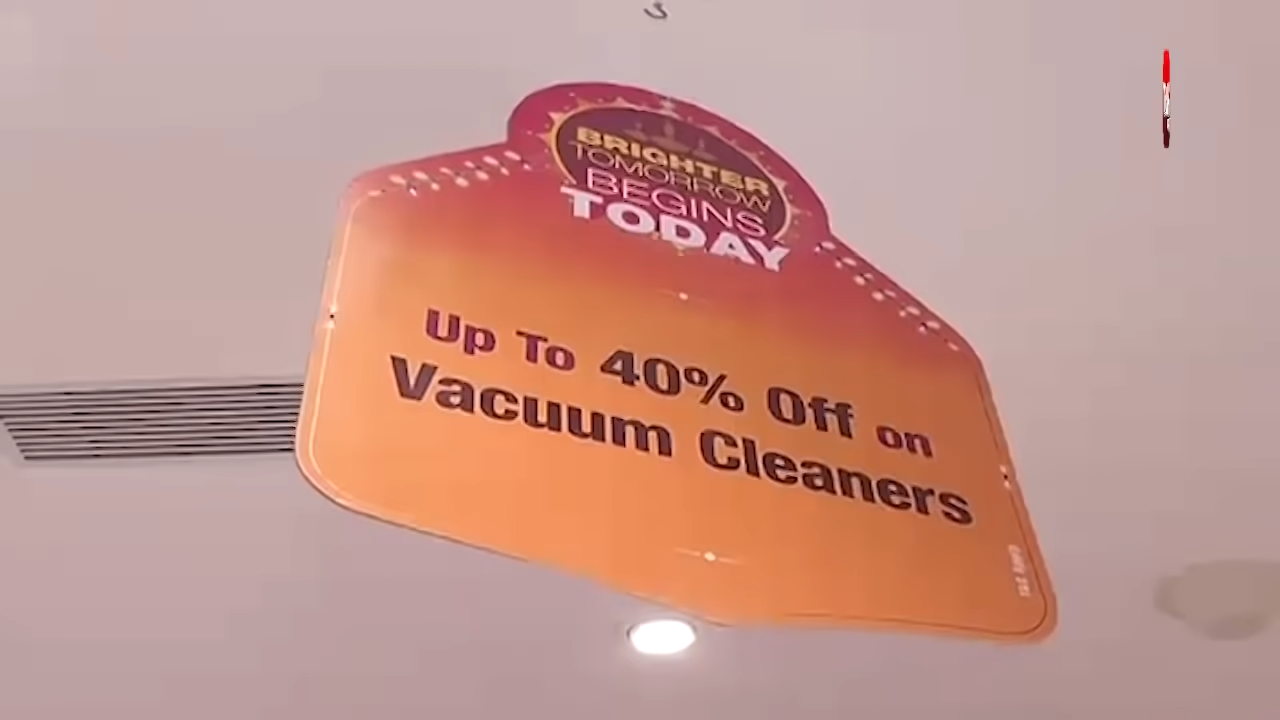 BRIGHTER
TOMORROW
BEGINS
TODAY
Up To 40% Off on
Vacuum Cleaners